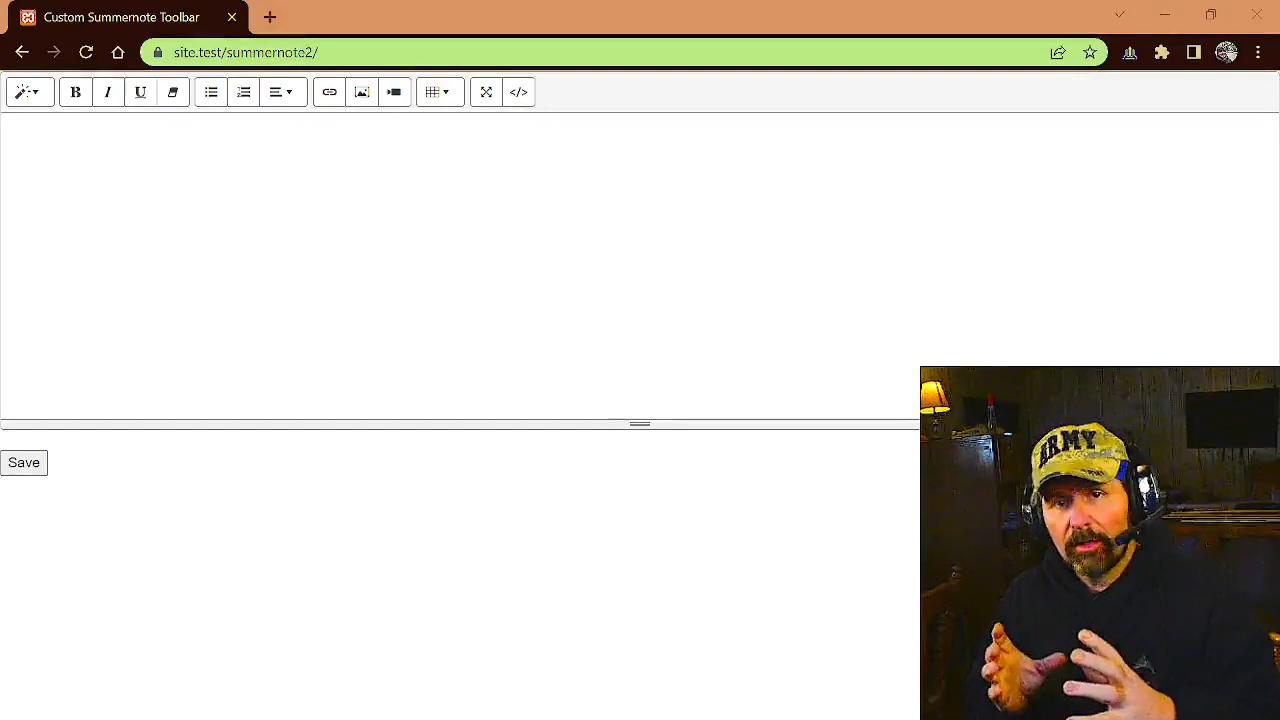 Custom Summernote Toolbar
site.test/summernote2/
B I U </>
Save
ARMY